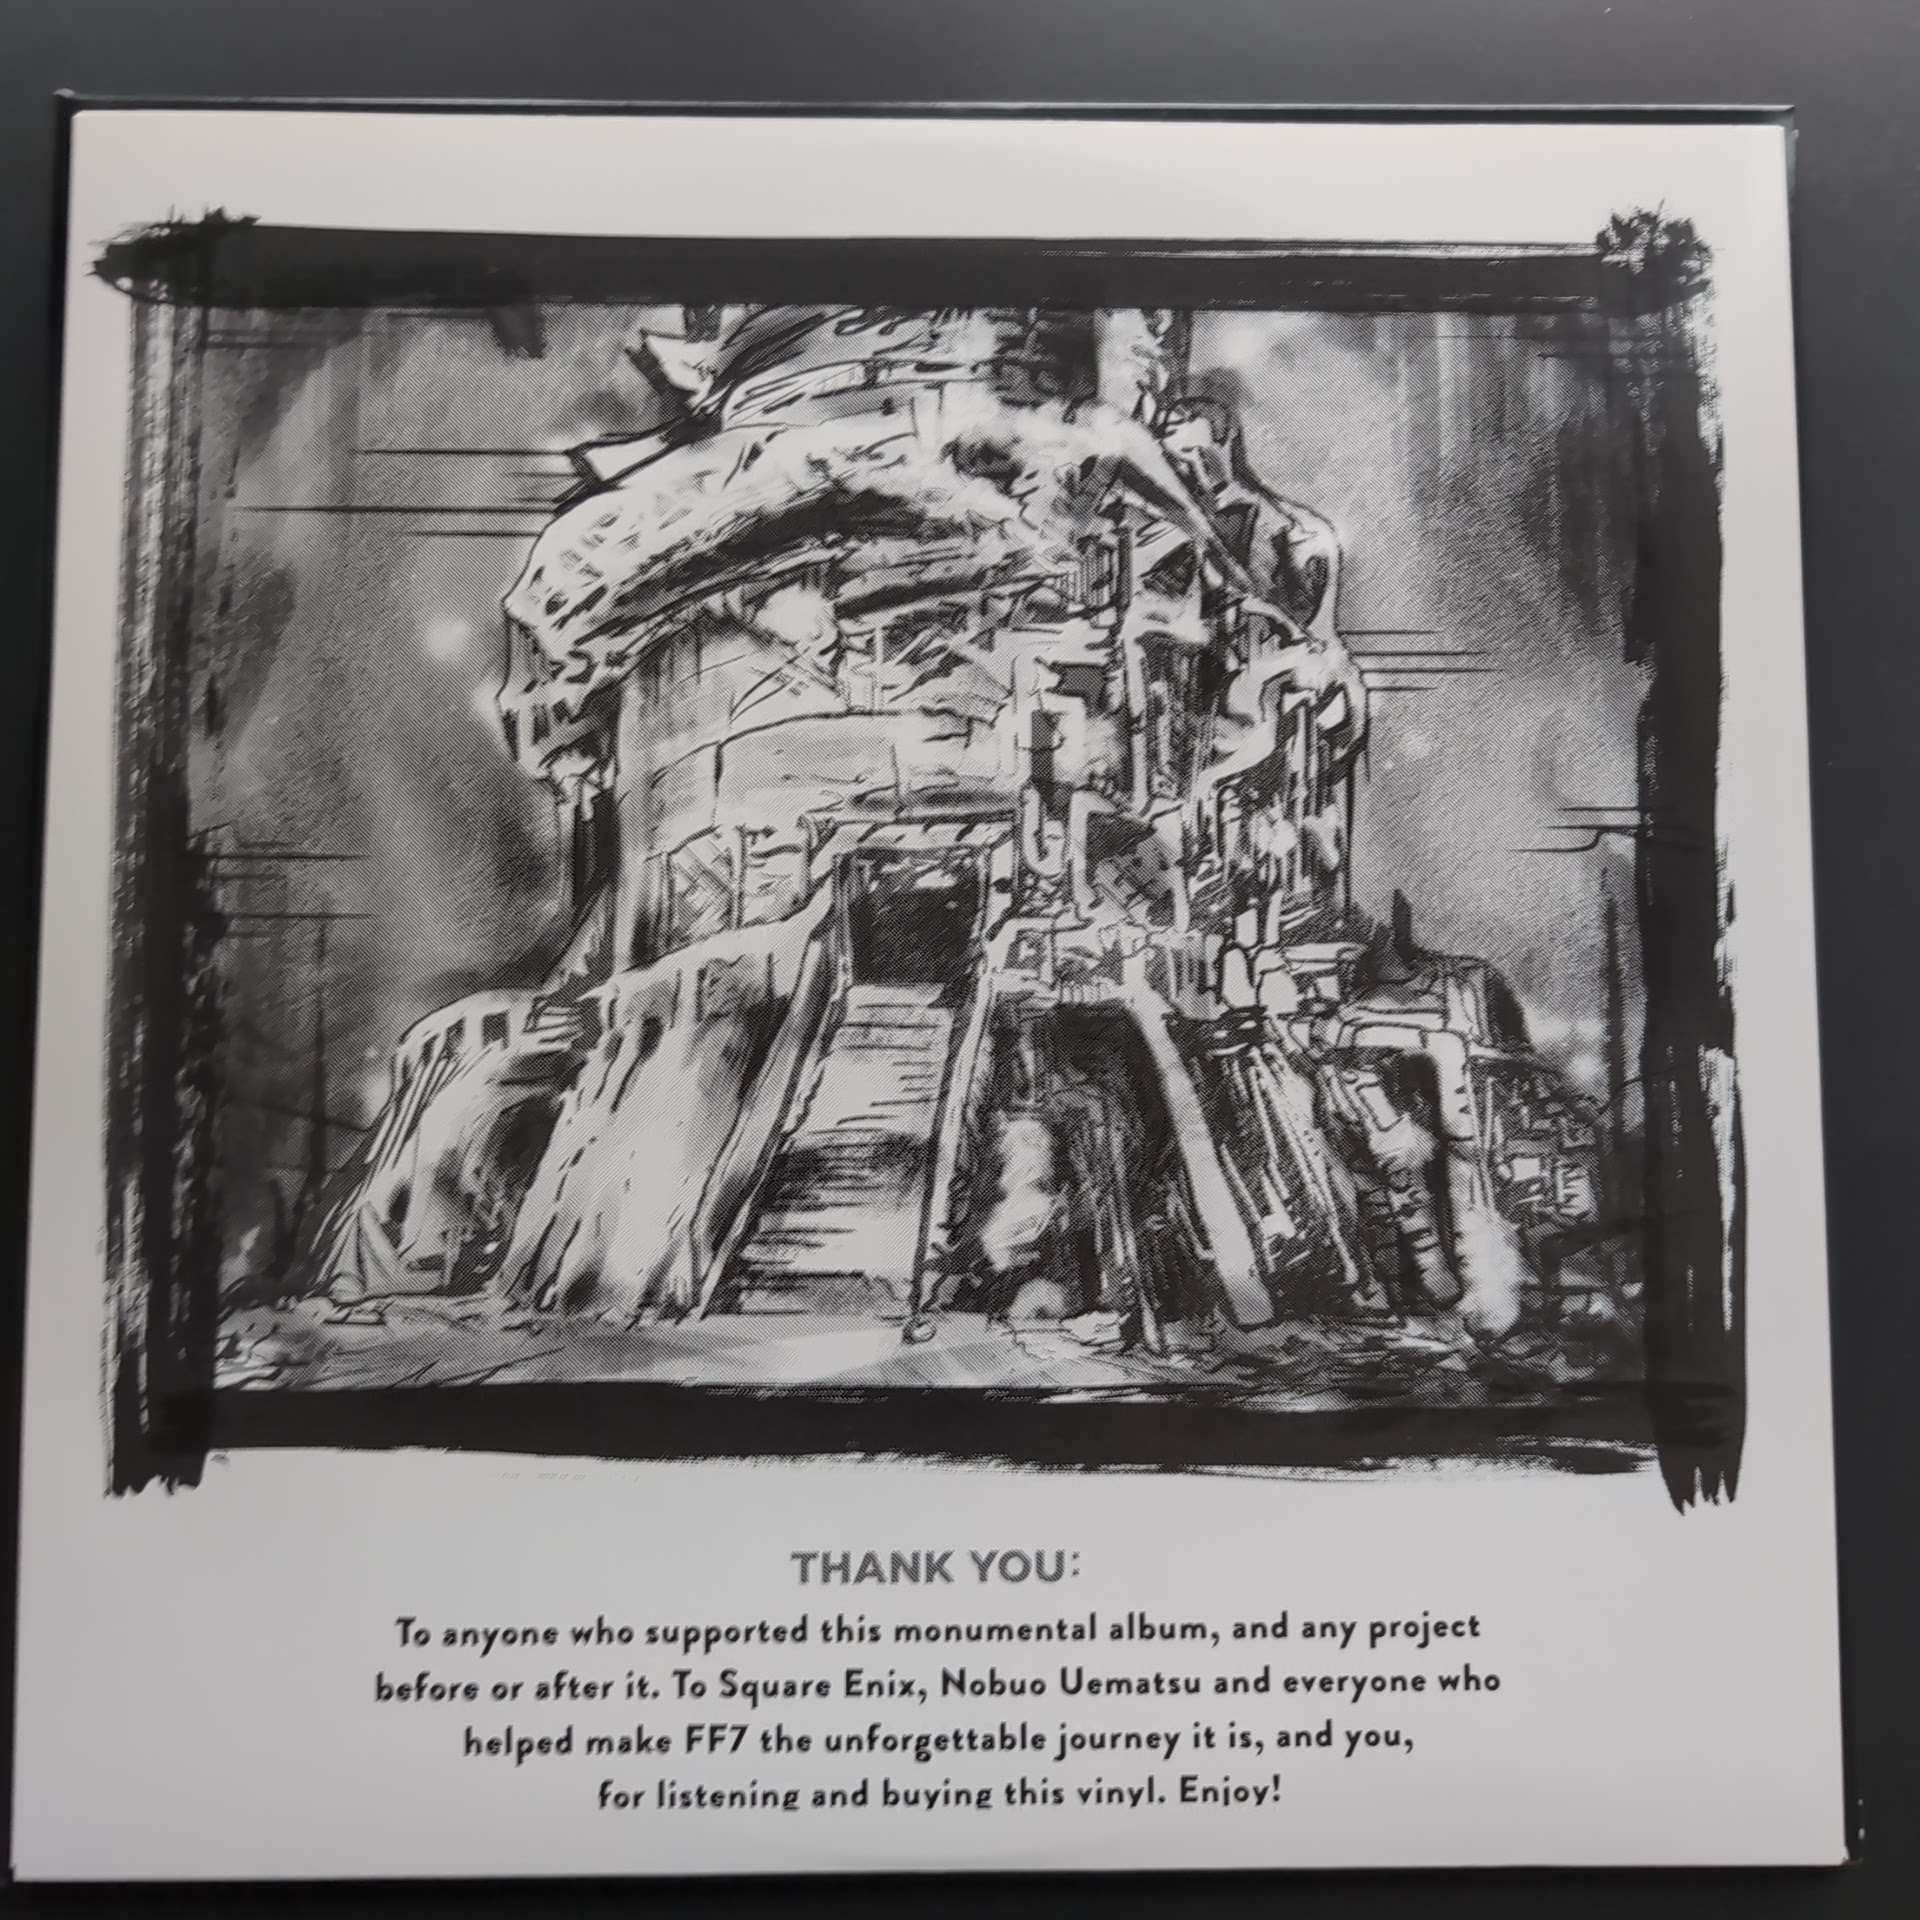 THANK YOU:
To anyone who supported this monumental album, and any project
before or after it. To Square Enix, Nobuo Uematsu and everyone who
helped make FF7 the unforgettable journey it is, and you,
for listening and buying this vinyl. Enjoy!